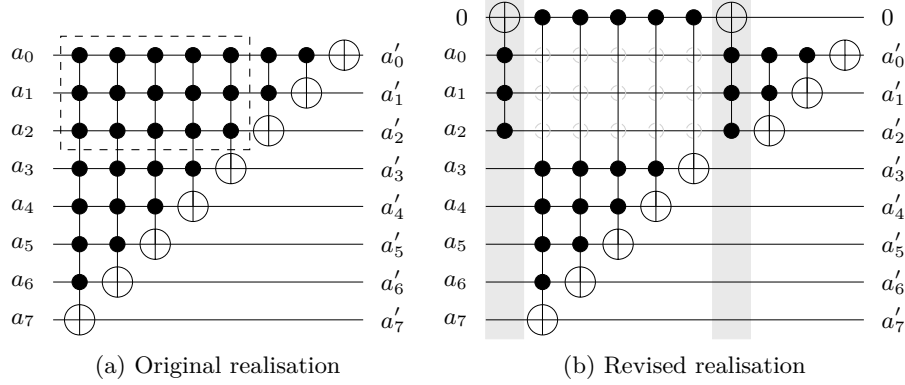 0 0
a₀ a′₀ a₀ a′₀
a₁ a′₁ a₁ a′₁
a₂ a′₂ a₂ a′₂
a₃ a′₃ a₃ a′₃
a₄ a′₄ a₄ a′₄
a₅ a′₅ a₅ a′₅
a₆ a′₆ a₆ a′₆
a₇ a′₇ a₇ a′₇
(a) Original realisation (b) Revised realisation